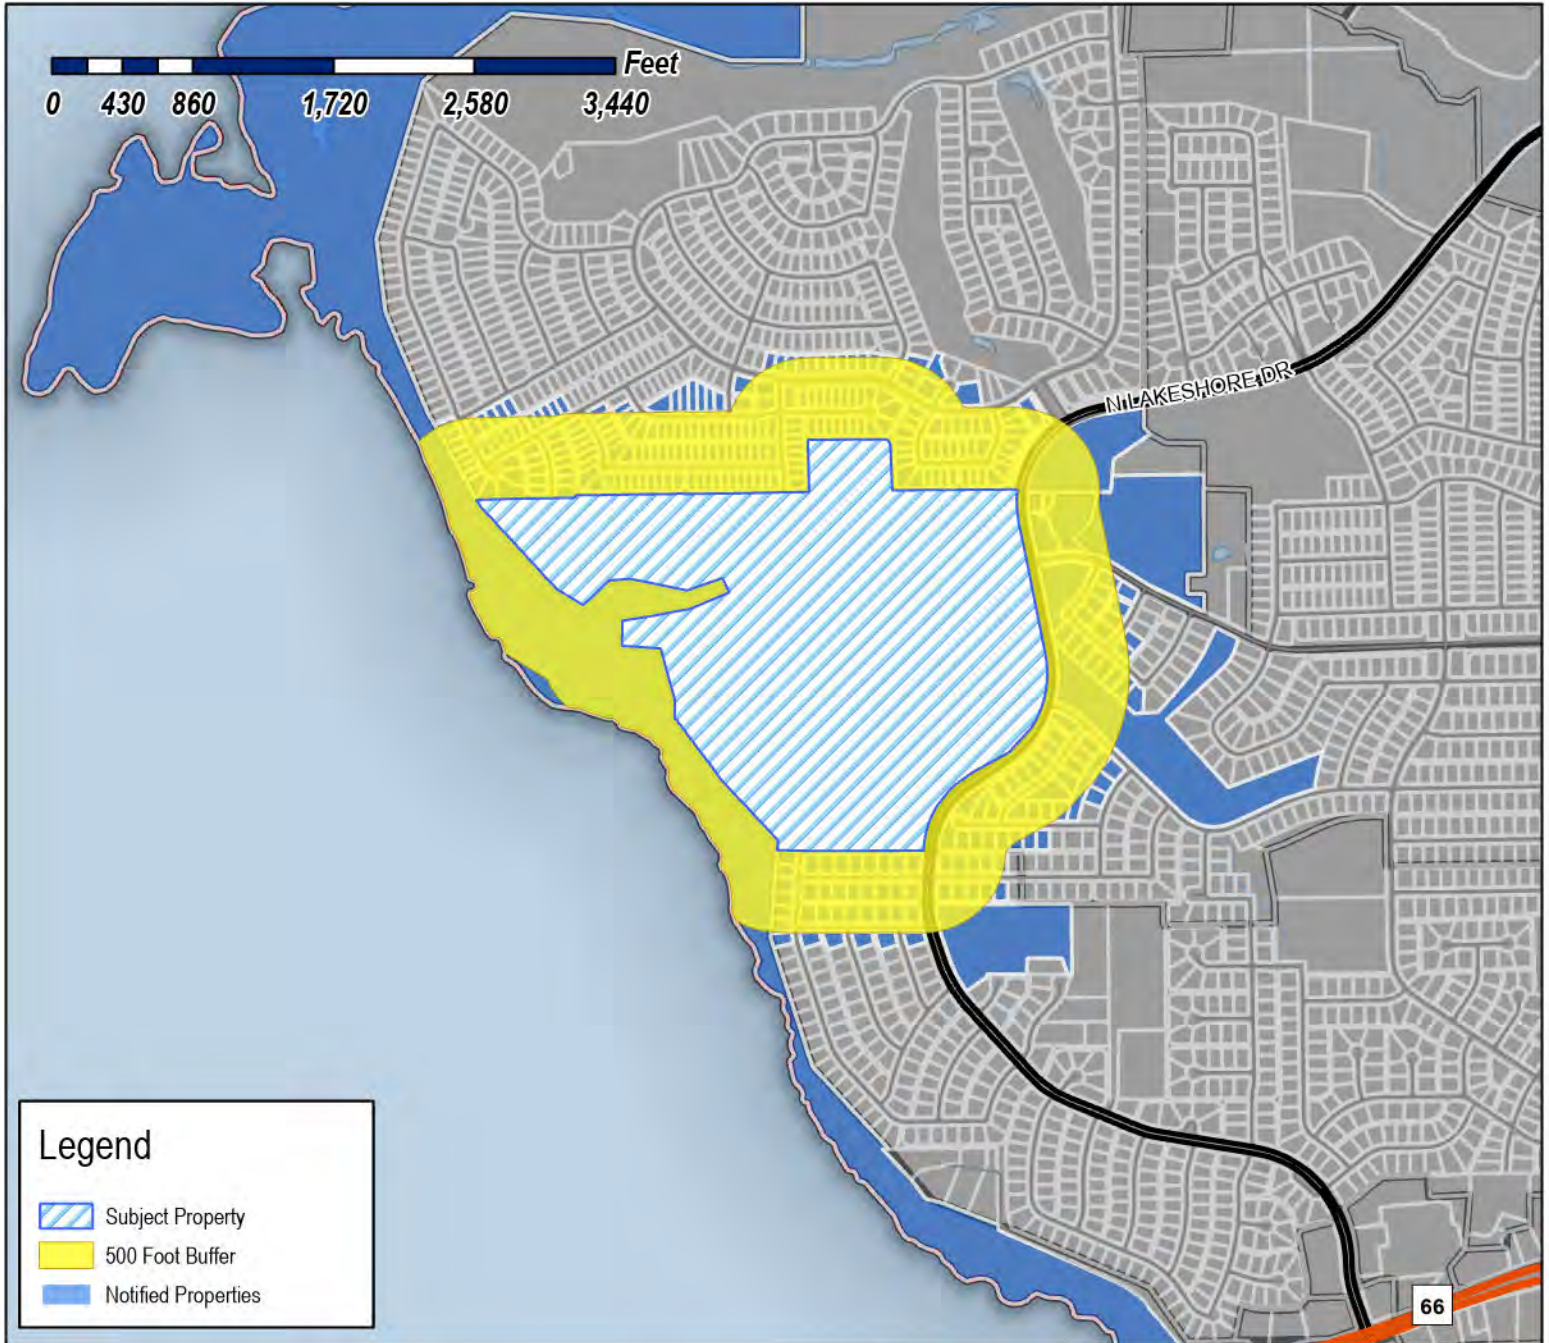 Feet
0 430 860 1,720 2,580 3,440
N LAKESHORE DR
Legend
Subject Property
500 Foot Buffer
Notified Properties
66